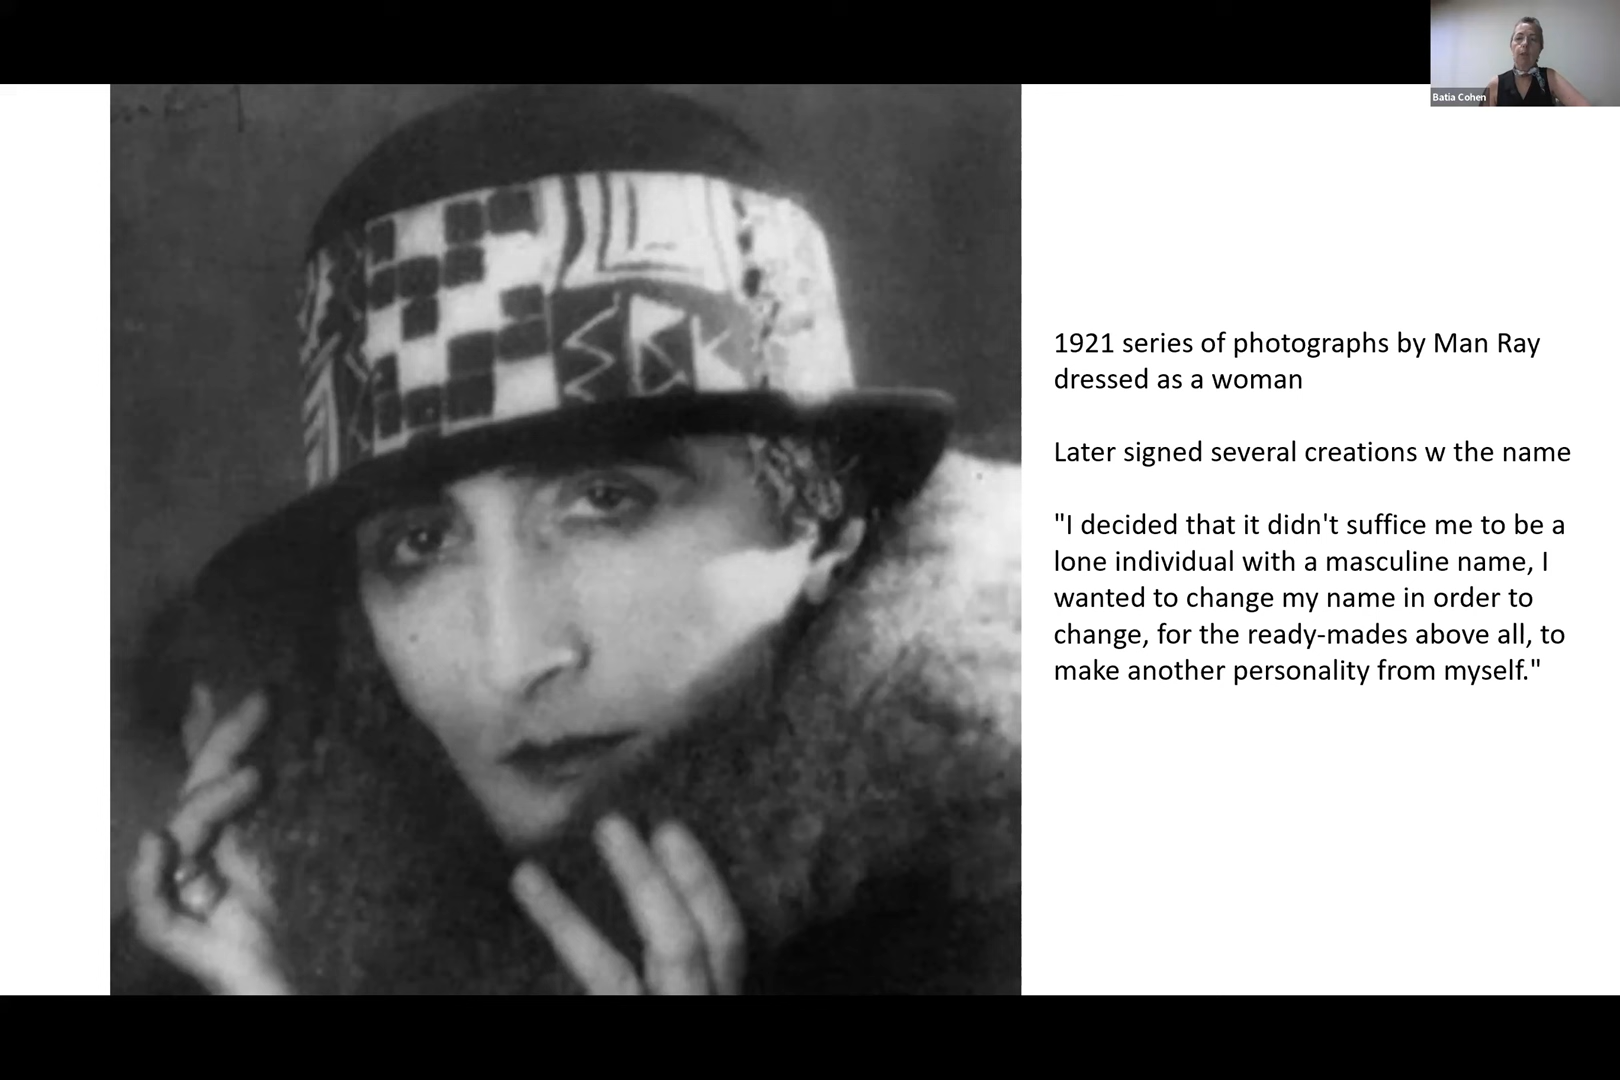 Batia Cohen
1921 series of photographs by Man Ray
dressed as a woman
Later signed several creations w the name
"I decided that it didn't suffice me to be a
lone individual with a masculine name, I
wanted to change my name in order to
change, for the ready-mades above all, to
make another personality from myself."